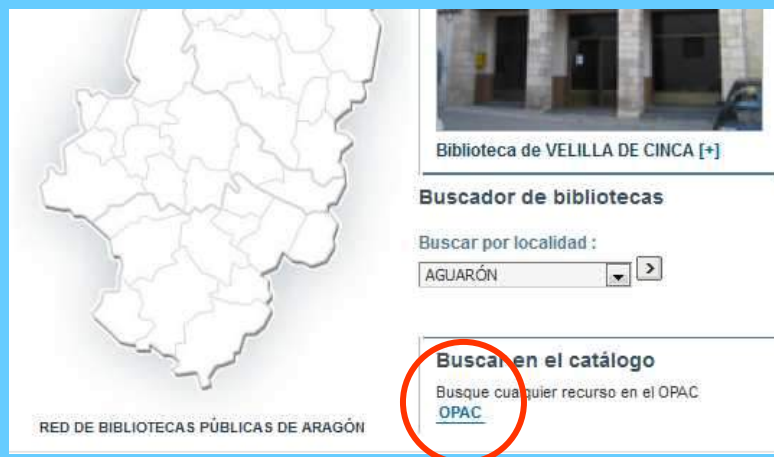 Biblioteca de VELILLA DE CINCA [+]
Buscador de bibliotecas
Buscar por localidad :
AGUARÓN
>
Buscar en el catálogo
Busque cualquier recurso en el OPAC
OPAC
RED DE BIBLIOTECAS PÚBLICAS DE ARAGÓN